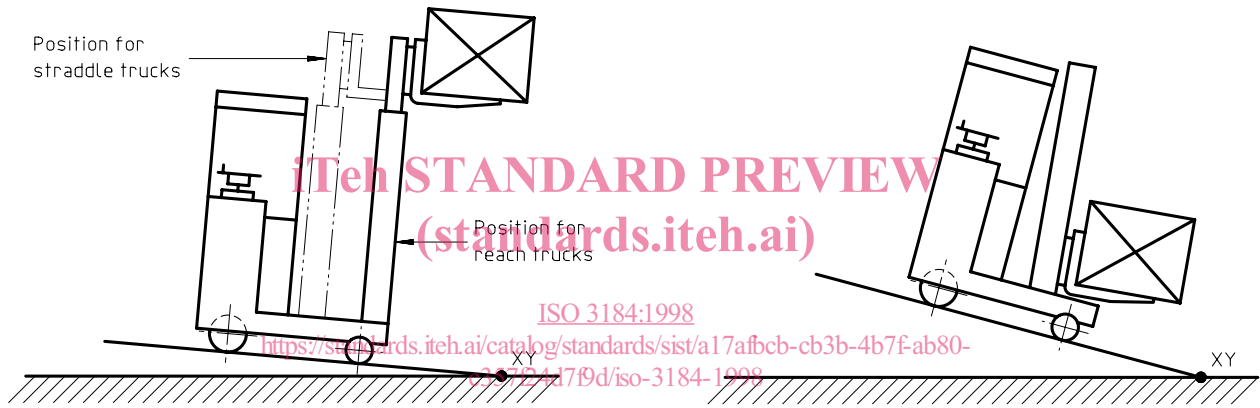 Position for
straddle trucks
iTeh STANDARD PREVIEW
(standards.iteh.ai)
Position for
reach trucks
ISO 3184:1998
https://standards.iteh.ai/catalog/standards/sist/a17afbcb-cb3b-4b7f-ab80-
c357f24d7f9d/iso-3184-1998
XY
XY